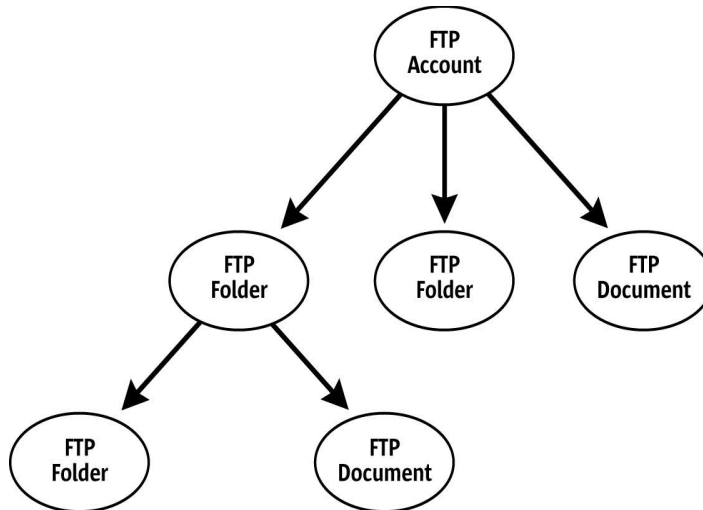 FTP
Account
FTP
Folder
FTP
Folder
FTP
Document
FTP
Folder
FTP
Document